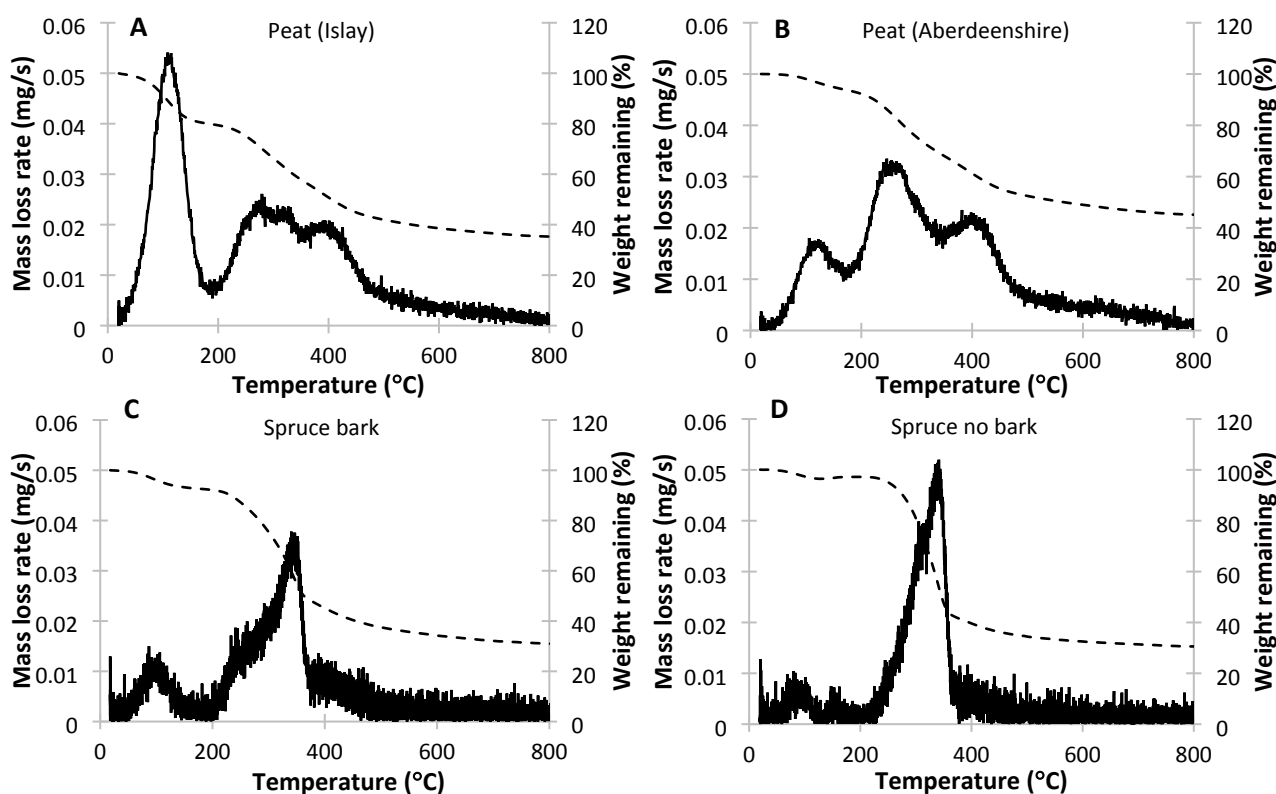 A
Peat (Islay)
Mass loss rate (mg/s)
0.06
0.05
0.04
0.03
0.02
0.01
0
120
100
80
60
40
20
0
Weight remaining (%)
0 200 400 600 800
Temperature (°C)
B
Peat (Aberdeenshire)
Mass loss rate (mg/s)
0.06
0.05
0.04
0.03
0.02
0.01
0
120
100
80
60
40
20
0
Weight remaining (%)
0 200 400 600 800
Temperature (°C)
C
Spruce bark
Mass loss rate (mg/s)
0.06
0.05
0.04
0.03
0.02
0.01
0
120
100
80
60
40
20
0
Weight remaining (%)
0 200 400 600 800
Temperature (°C)
D
Spruce no bark
Mass loss rate (mg/s)
0.06
0.05
0.04
0.03
0.02
0.01
0
120
100
80
60
40
20
0
Weight remaining (%)
0 200 400 600 800
Temperature (°C)